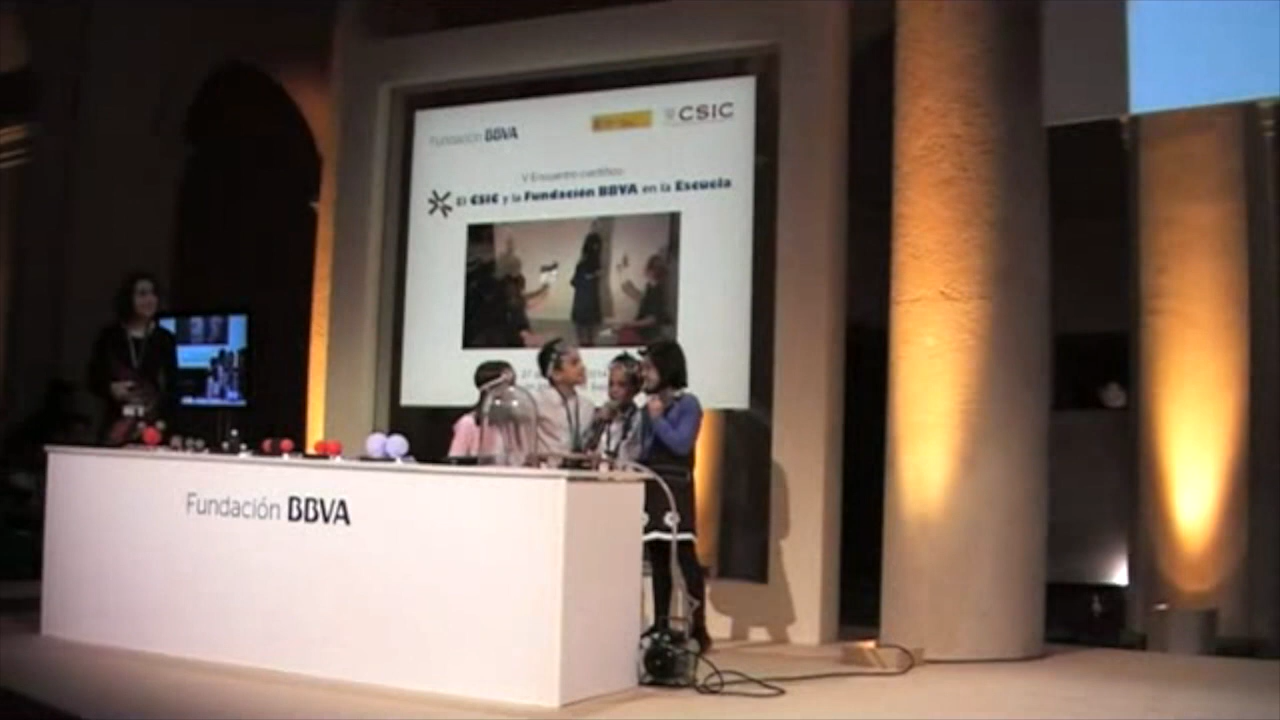 Fundación BBVA
CSIC
V Encuentro científico
El CSIC y la Fundación BBVA en la Escuela
Fundación BBVA